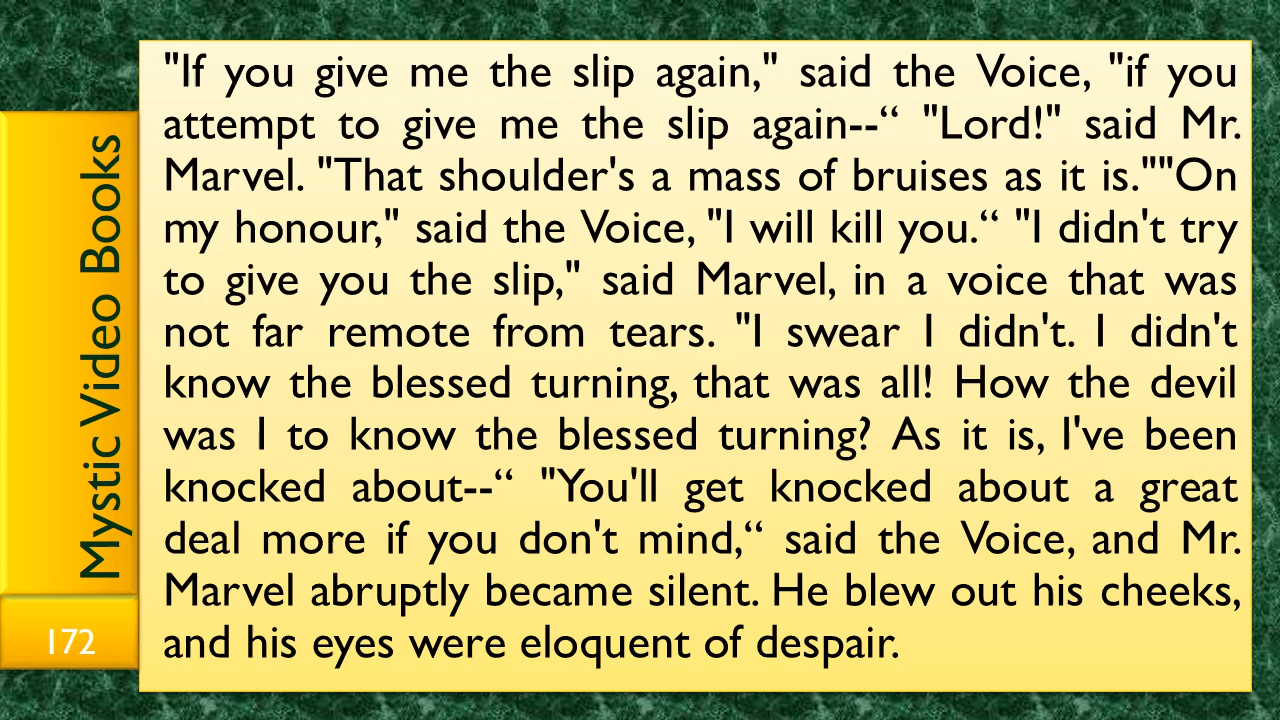 "If you give me the slip again," said the Voice, "if you
attempt to give me the slip again--“ "Lord!" said Mr.
Marvel. "That shoulder's a mass of bruises as it is.""On
my honour," said the Voice, "I will kill you.“ "I didn't try
to give you the slip," said Marvel, in a voice that was
not far remote from tears. "I swear I didn't. I didn't
know the blessed turning, that was all! How the devil
was I to know the blessed turning? As it is, I've been
knocked about--“ "You'll get knocked about a great
deal more if you don't mind,“ said the Voice, and Mr.
Marvel abruptly became silent. He blew out his cheeks,
and his eyes were eloquent of despair.
Mystic Video Books
172